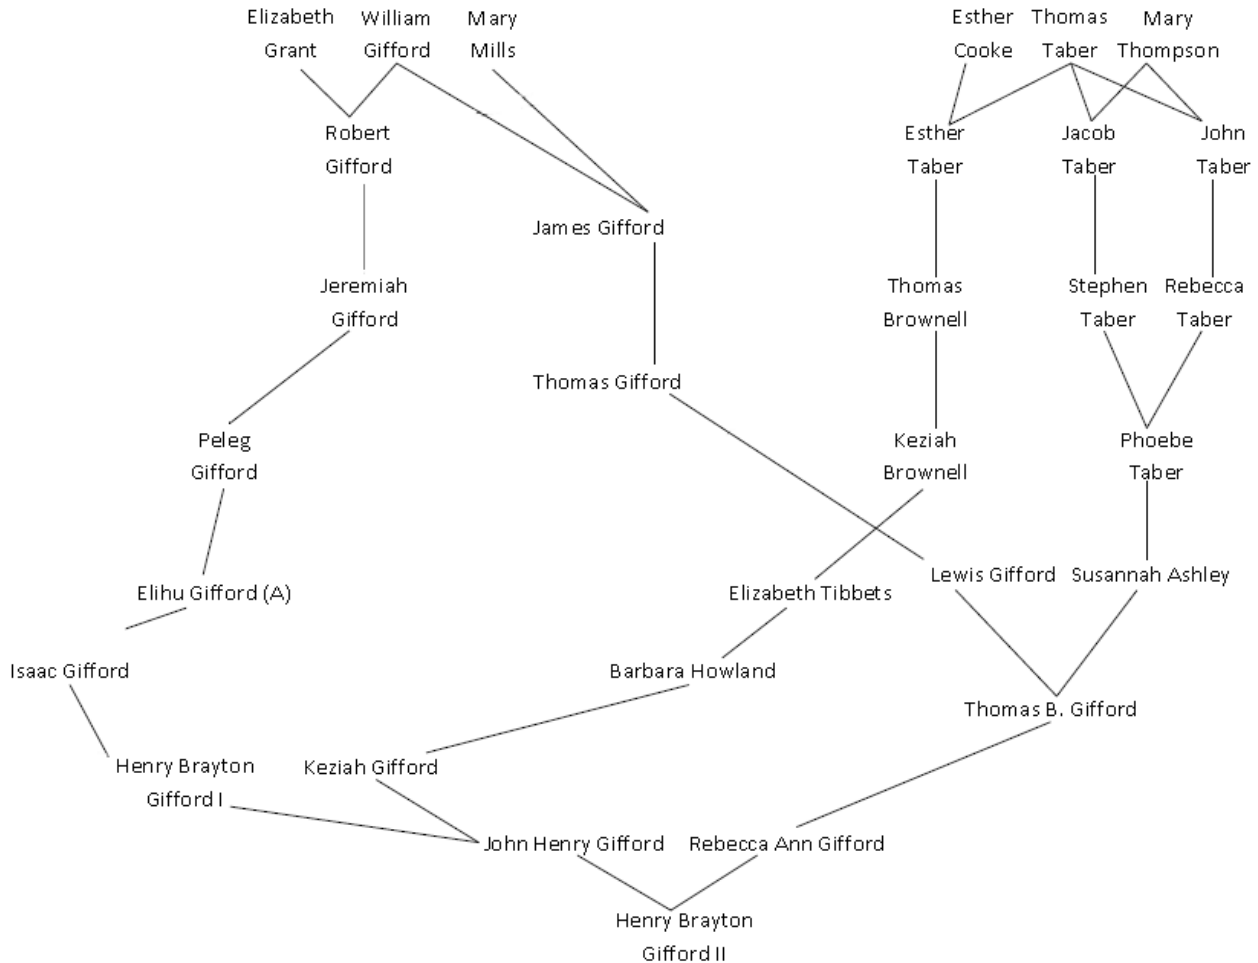 Elizabeth Grant
William Gifford
Mary Mills
Esther Cooke
Thomas Taber
Mary Thompson
Robert Gifford
Esther Taber
Jacob Taber
John Taber
James Gifford
Jeremiah Gifford
Thomas Brownell
Stephen Taber
Rebecca Taber
Thomas Gifford
Peleg Gifford
Keziah Brownell
Phoebe Taber
Elihu Gifford (A)
Elizabeth Tibbets
Lewis Gifford
Susannah Ashley
Isaac Gifford
Barbara Howland
Thomas B. Gifford
Henry Brayton Gifford I
Keziah Gifford
John Henry Gifford
Rebecca Ann Gifford
Henry Brayton Gifford II